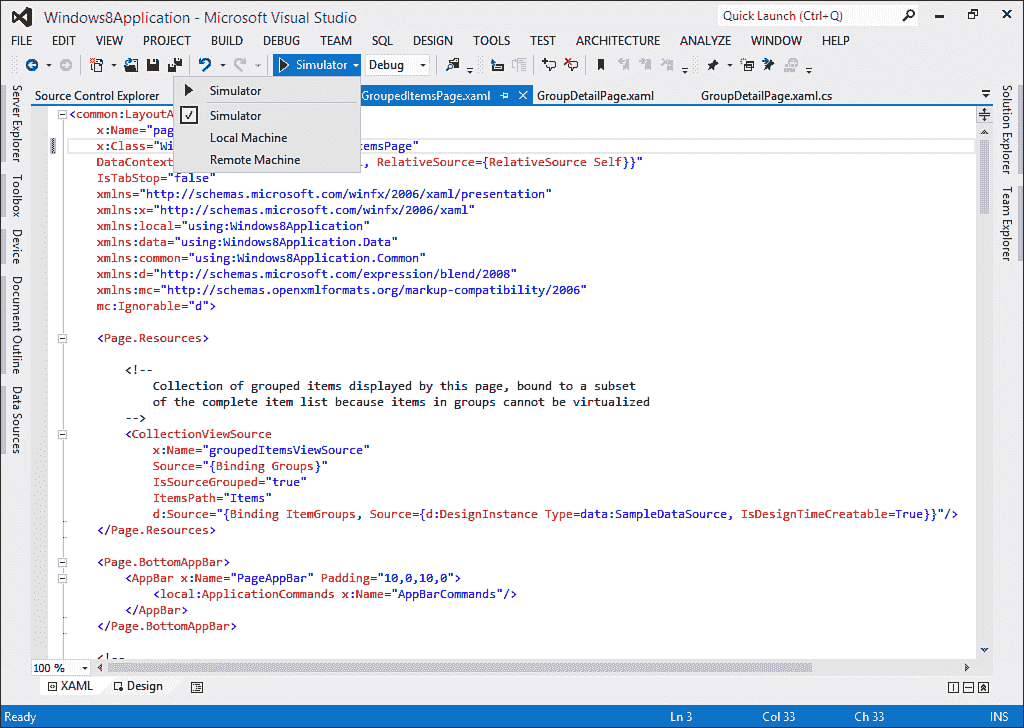 Windows8Application - Microsoft Visual Studio
Quick Launch (Ctrl+Q)
FILE EDIT VIEW PROJECT BUILD DEBUG TEAM SQL DESIGN TOOLS TEST ARCHITECTURE ANALYZE WINDOW HELP
Simulator Debug
Simulator
Simulator
Local Machine
Remote Machine
Source Control Explorer GroupedItemsPage.xaml GroupDetailPage.xaml GroupDetailPage.xaml.cs
Server Explorer
Toolbox
Device
Document Outline
Data Sources
Solution Explorer
Team Explorer
<common:LayoutA
x:Name="pag
x:Class="Wi emsPage"
DataContext , RelativeSource={RelativeSource Self}}"
IsTabStop="false"
xmlns="http://schemas.microsoft.com/winfx/2006/xaml/presentation"
xmlns:x="http://schemas.microsoft.com/winfx/2006/xaml"
xmlns:local="using:Windows8Application"
xmlns:data="using:Windows8Application.Data"
xmlns:common="using:Windows8Application.Common"
xmlns:d="http://schemas.microsoft.com/expression/blend/2008"
xmlns:mc="http://schemas.openxmlformats.org/markup-compatibility/2006"
mc:Ignorable="d">
<Page.Resources>
<!--
Collection of grouped items displayed by this page, bound to a subset
of the complete item list because items in groups cannot be virtualized
-->
<CollectionViewSource
x:Name="groupedItemsViewSource"
Source="{Binding Groups}"
IsSourceGrouped="true"
ItemsPath="Items"
d:Source="{Binding ItemGroups, Source={d:DesignInstance Type=data:SampleDataSource, IsDesignTimeCreatable=True}}"/>
</Page.Resources>
<Page.BottomAppBar>
<AppBar x:Name="PageAppBar" Padding="10,0,10,0">
<local:ApplicationCommands x:Name="AppBarCommands"/>
</AppBar>
</Page.BottomAppBar>
<!--
100 %
XAML Design
Ready Ln 3 Col 33 Ch 33 INS